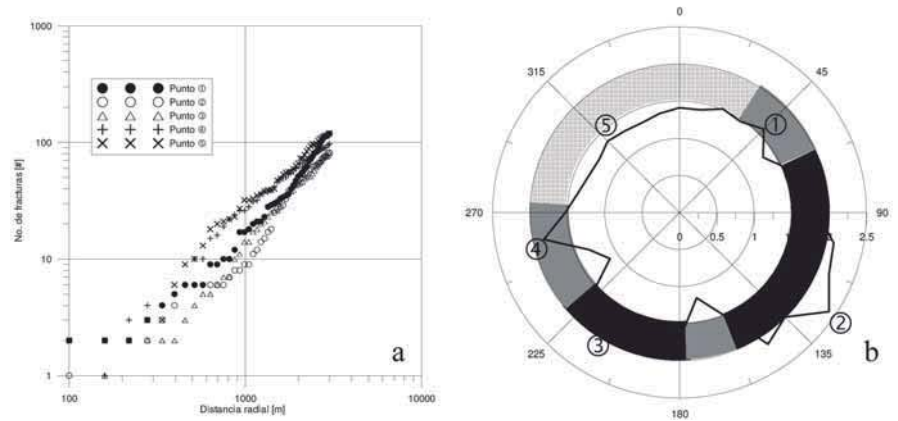 1000
100
10
1
No. de fracturas [#]
Punto ①
Punto ②
Punto ③
Punto ④
Punto ⑤
100
1000
10000
Distancia radial [m]
a
0
45
90
135
180
225
270
315
0
0.5
1
2
2.5
①
②
③
④
⑤
b